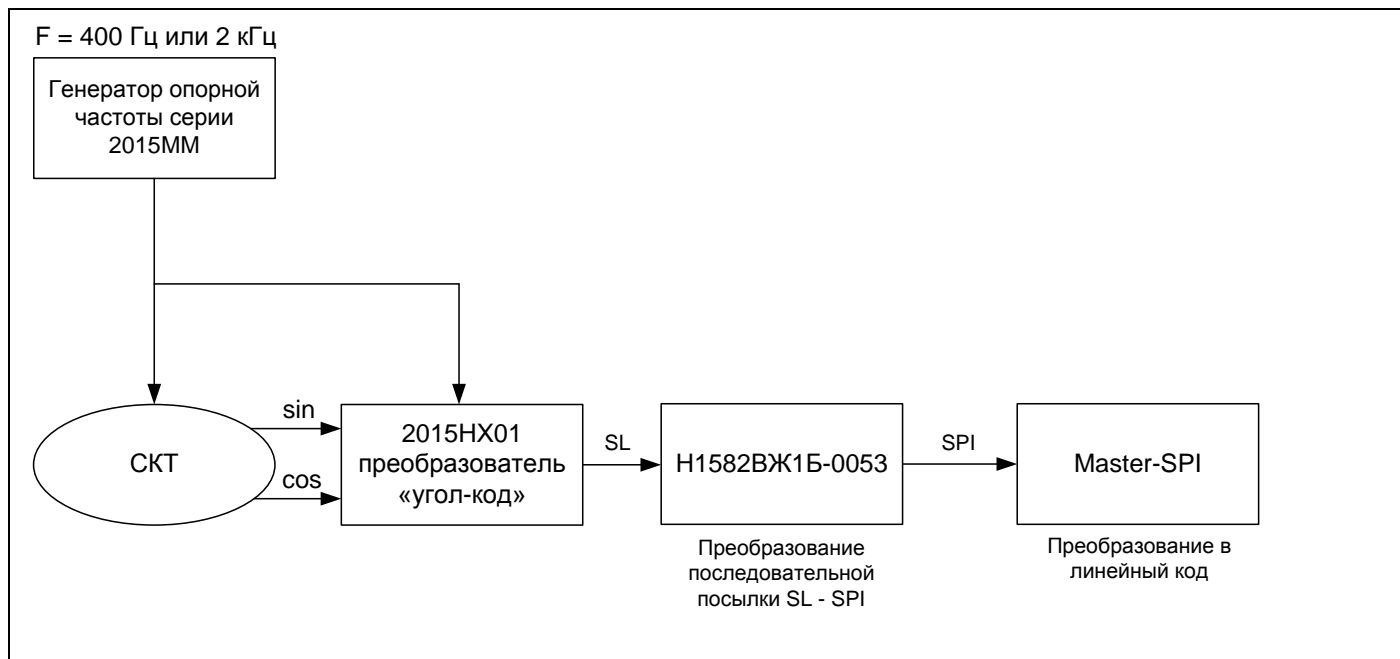 F = 400 Гц или 2 кГц
Генератор опорной
частоты серии
2015ММ
СКТ
sin
cos
2015НХ01
преобразователь
«угол-код»
SL
Н1582ВЖ1Б-0053
Преобразование
последовательной
посылки SL - SPI
SPI
Master-SPI
Преобразование в
линейный код